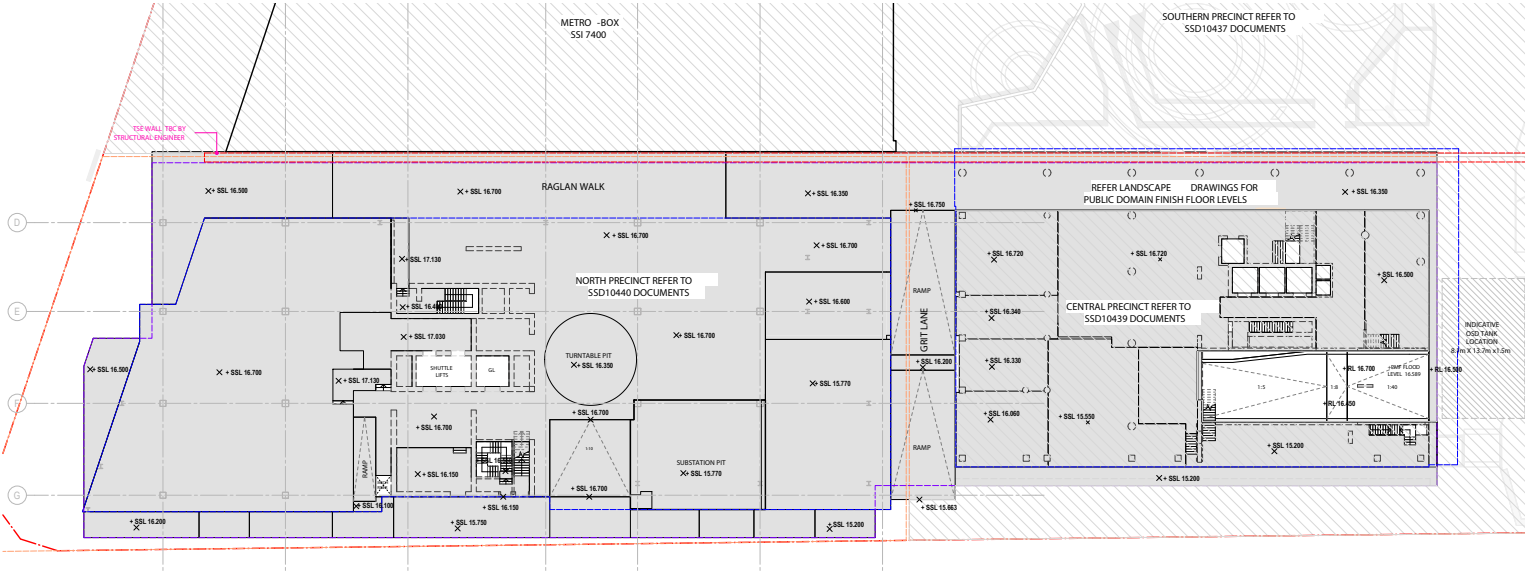 METRO -BOX
SSI 7400
SOUTHERN PRECINCT REFER TO
SSD10437 DOCUMENTS
TSE WALL TBC BY
STRUCTURAL ENGINEER
+ SSL 16.500
+ SSL 16.700
RAGLAN WALK
+ SSL 16.350
REFER LANDSCAPE DRAWINGS FOR
PUBLIC DOMAIN FINISH FLOOR LEVELS
+ SSL 16.350
+ SSL 16.750
D
+ SSL 16.700
+ SSL 16.700
+ SSL 17.130
+ SSL 16.720
+ SSL 16.720
+ SSL 16.500
NORTH PRECINCT REFER TO
SSD10440 DOCUMENTS
RAMP
+ SSL 16.600
E
CENTRAL PRECINCT REFER TO
SSD10439 DOCUMENTS
+ SSL 16.340
GRIT LANE
+ SSL 17.030
+ SSL 16.700
INDICATIVE
OSD TANK
LOCATION
TURNTABLE PIT
+ SSL 16.350
+ SSL 16.200
+ SSL 16.330
+ SSL 16.500
+ SSL 16.700
SHUTTLE
LIFTS
GL
+ SSL 17.130
+ SSL 15.770
+ RL 16.700
+PMF FLOOD
LEVEL 16.589
+ RL 16.500
1:5
1:8
1:40
F
+ RL 16.450
+ SSL 16.700
+ SSL 16.700
+ SSL 16.060
+ SSL 15.550
RAMP
1:10
RAMP
+ SSL 15.200
SUBSTATION PIT
+ SSL 15.770
+ SSL 16.150
+ SSL 15.200
G
+ SSL 16.700
+ SSL 16.100
+ SSL 16.150
+ SSL 15.663
+ SSL 16.200
+ SSL 15.750
+ SSL 15.200